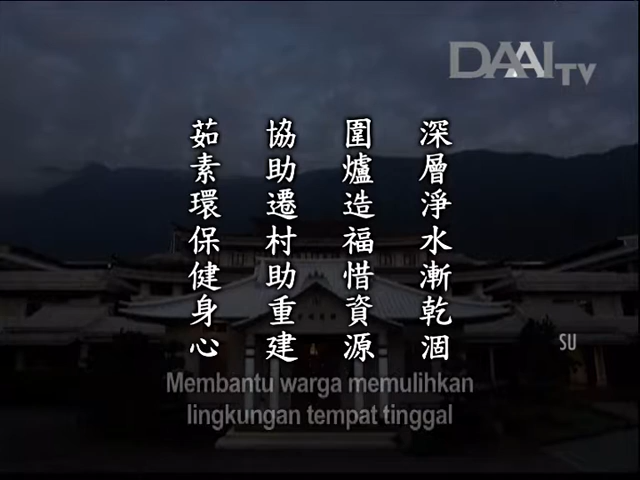 DAAI TV
深層淨水漸乾涸
圍爐造福惜資源
協助遷村助重建
茹素環保健身心
SU
Membantu warga memulihkan
lingkungan tempat tinggal